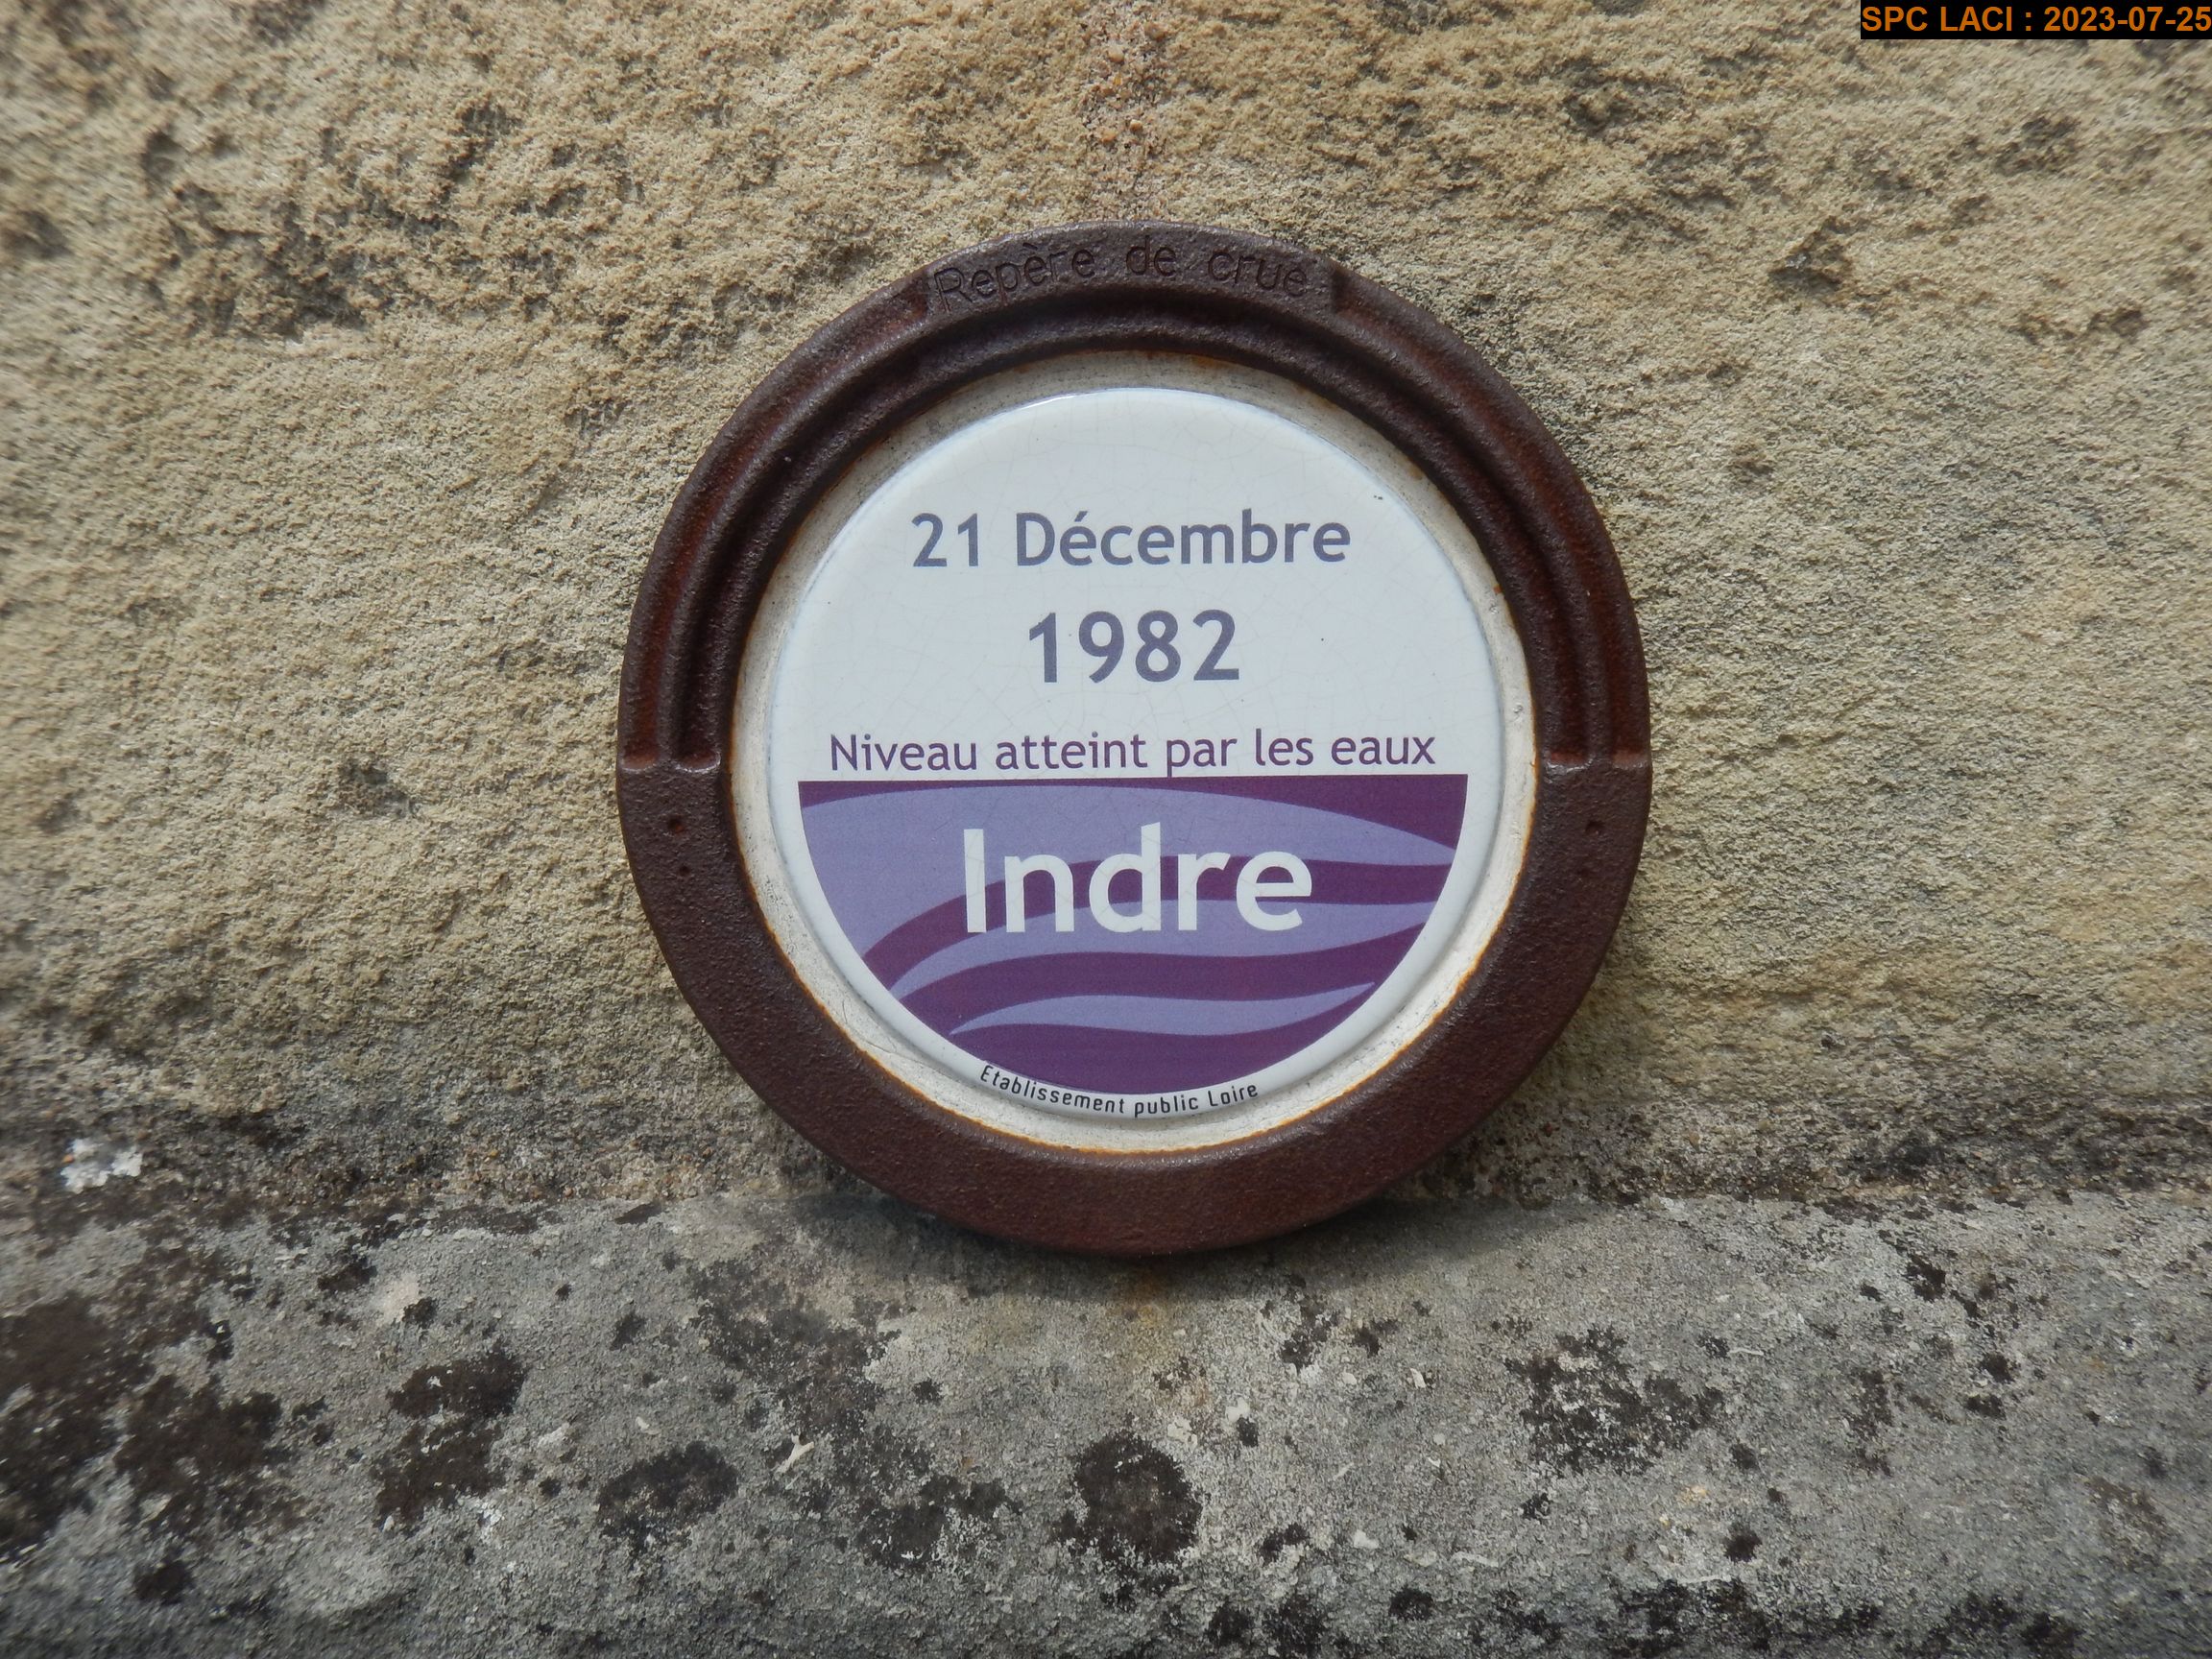 SPC LACI : 2023-07-25
Repère de crue
21 Décembre
1982
Niveau atteint par les eaux
Indre
Etablissement public Loire